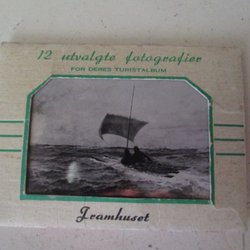 12 utvalgte fotografier
FOR DERES TURISTALBUM
Framhuset